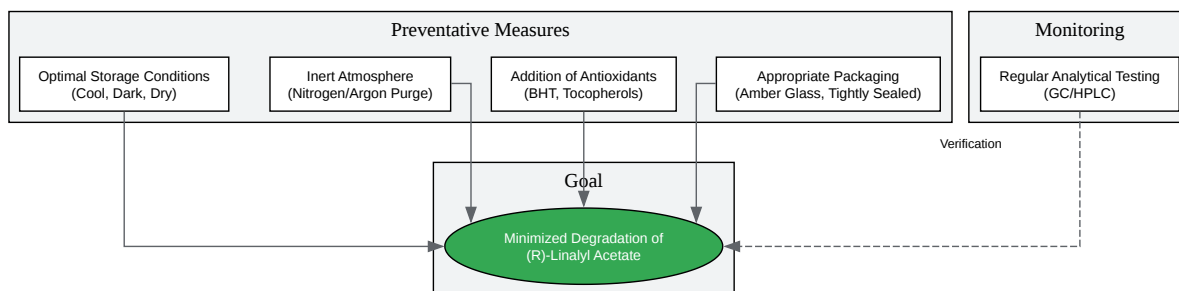 Preventative Measures
Monitoring
Optimal Storage Conditions
(Cool, Dark, Dry)
Inert Atmosphere
(Nitrogen/Argon Purge)
Addition of Antioxidants
(BHT, Tocopherols)
Appropriate Packaging
(Amber Glass, Tightly Sealed)
Regular Analytical Testing
(GC/HPLC)
Verification
Goal
Minimized Degradation of
(R)-Linalyl Acetate